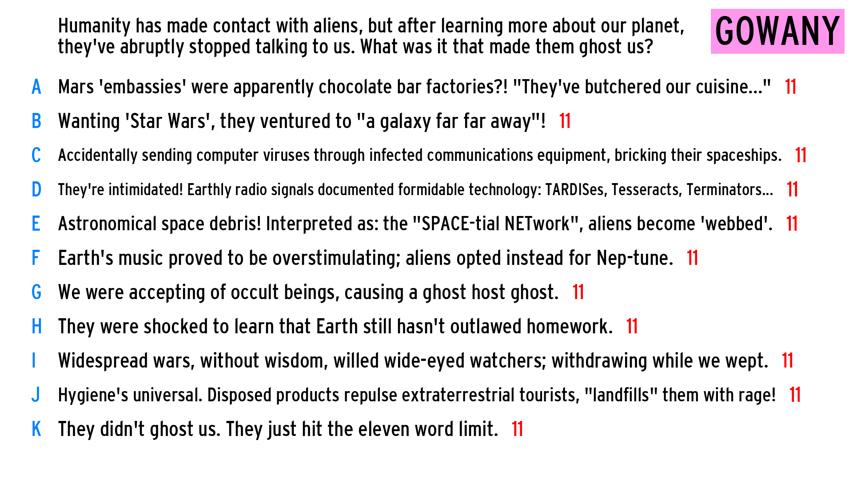 Humanity has made contact with aliens, but after learning more about our planet,
they've abruptly stopped talking to us. What was it that made them ghost us?
GOWANY
A Mars 'embassies' were apparently chocolate bar factories?! "They've butchered our cuisine..." 11
B Wanting 'Star Wars', they ventured to "a galaxy far far away"! 11
C Accidentally sending computer viruses through infected communications equipment, bricking their spaceships. 11
D They're intimidated! Earthly radio signals documented formidable technology: TARDISes, Tesseracts, Terminators... 11
E Astronomical space debris! Interpreted as: the "SPACE-tial NETwork", aliens become 'webbed'. 11
F Earth's music proved to be overstimulating; aliens opted instead for Nep-tune. 11
G We were accepting of occult beings, causing a ghost host ghost. 11
H They were shocked to learn that Earth still hasn't outlawed homework. 11
I Widespread wars, without wisdom, willed wide-eyed watchers; withdrawing while we wept. 11
J Hygiene's universal. Disposed products repulse extraterrestrial tourists, "landfills" them with rage! 11
K They didn't ghost us. They just hit the eleven word limit. 11